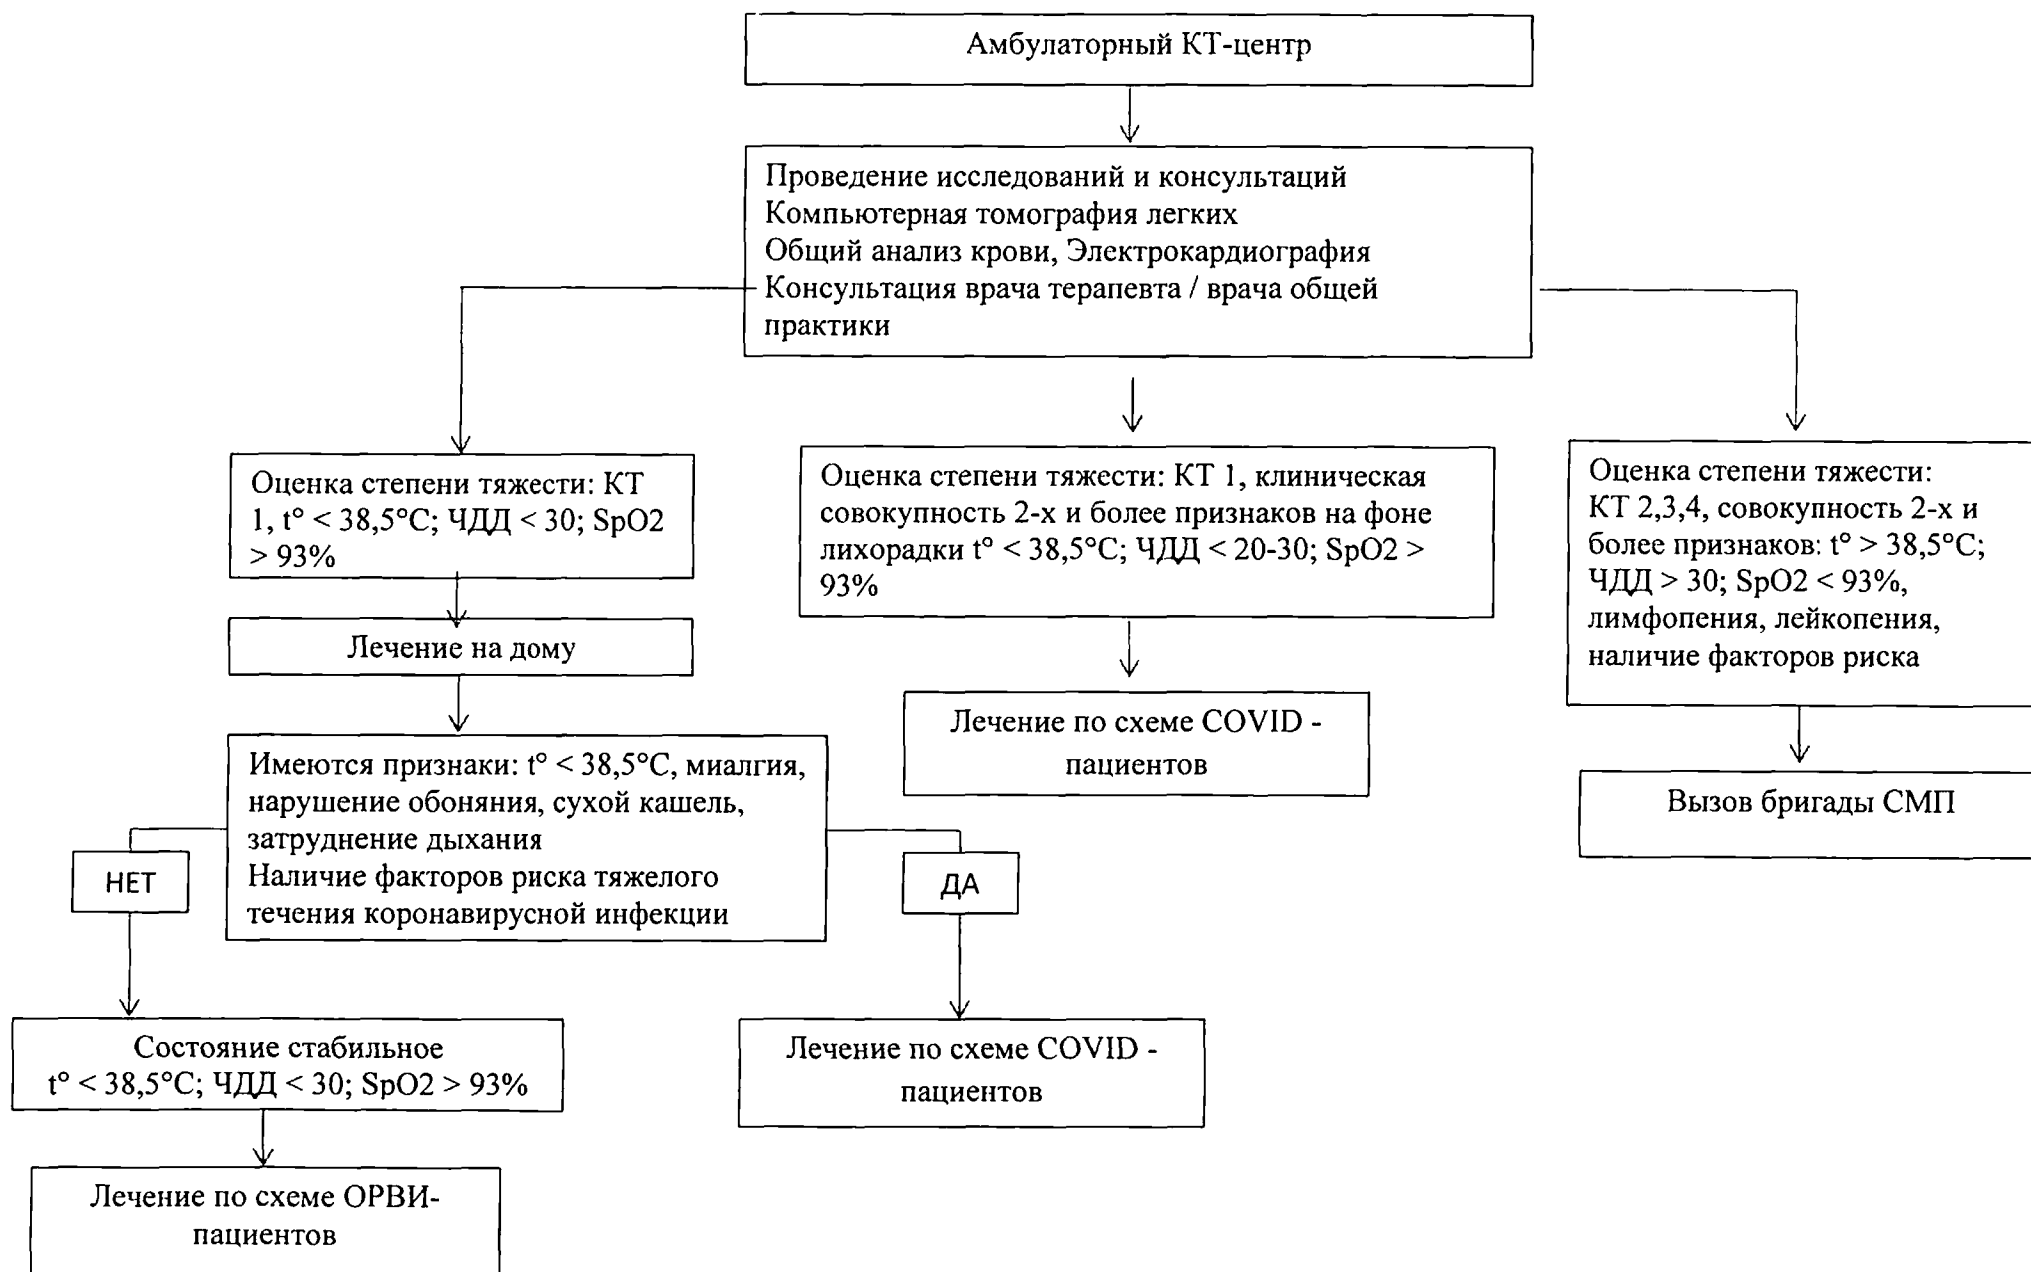 Амбулаторный КТ-центр
Проведение исследований и консультаций
Компьютерная томография легких
Общий анализ крови, Электрокардиография
Консультация врача терапевта / врача общей
практики
Оценка степени тяжести: КТ
1, t° < 38,5°C; ЧДД < 30; SpO2
> 93%
Лечение на дому
Имеются признаки: t° < 38,5°C, миалгия,
нарушение обоняния, сухой кашель,
затруднение дыхания
Наличие факторов риска тяжелого
течения коронавирусной инфекции
НЕТ
ДА
Состояние стабильное
t° < 38,5°C; ЧДД < 30; SpO2 > 93%
Лечение по схеме ОРВИ-
пациентов
Лечение по схеме COVID -
пациентов
Оценка степени тяжести: КТ 1, клиническая
совокупность 2-х и более признаков на фоне
лихорадки t° < 38,5°C; ЧДД < 20-30; SpO2 >
93%
Лечение по схеме COVID -
пациентов
Оценка степени тяжести:
КТ 2,3,4, совокупность 2-х и
более признаков: t° > 38,5°C;
ЧДД > 30; SpO2 < 93%,
лимфопения, лейкопения,
наличие факторов риска
Вызов бригады СМП